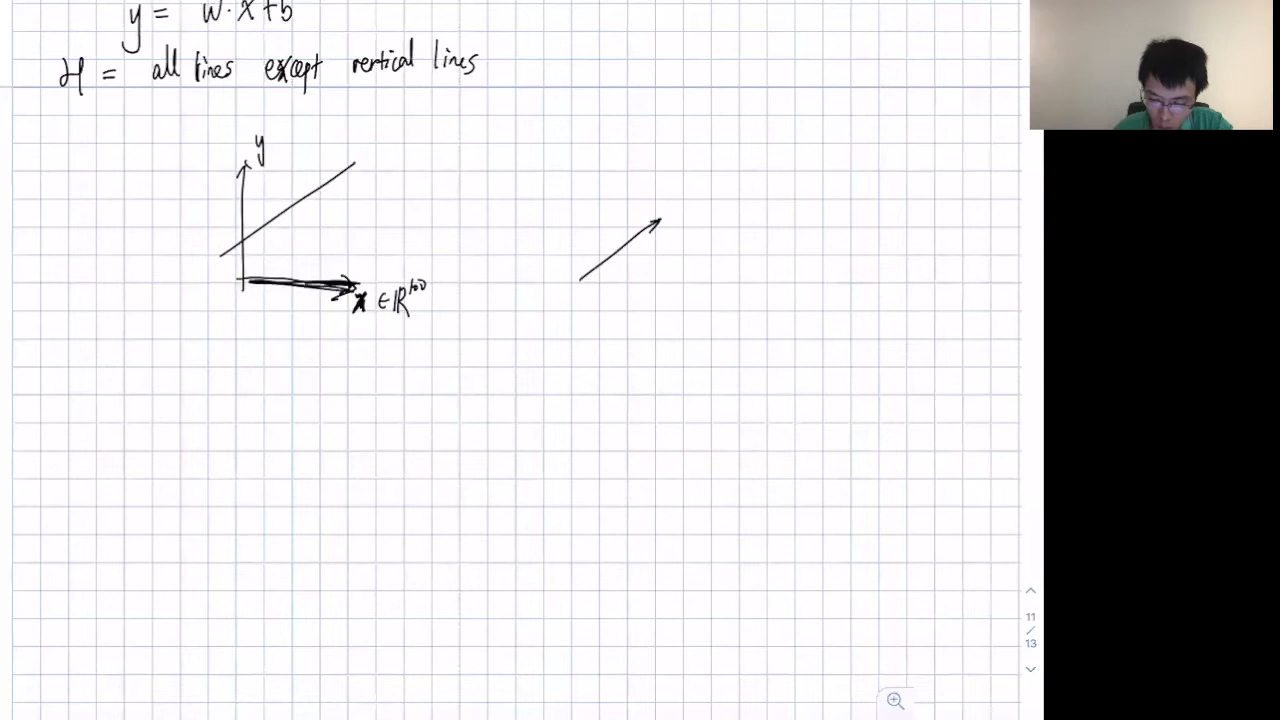 y = w · x + b
H = all lines except vertical lines
y
x ∈ ℝ¹⁰⁰
11
/
13